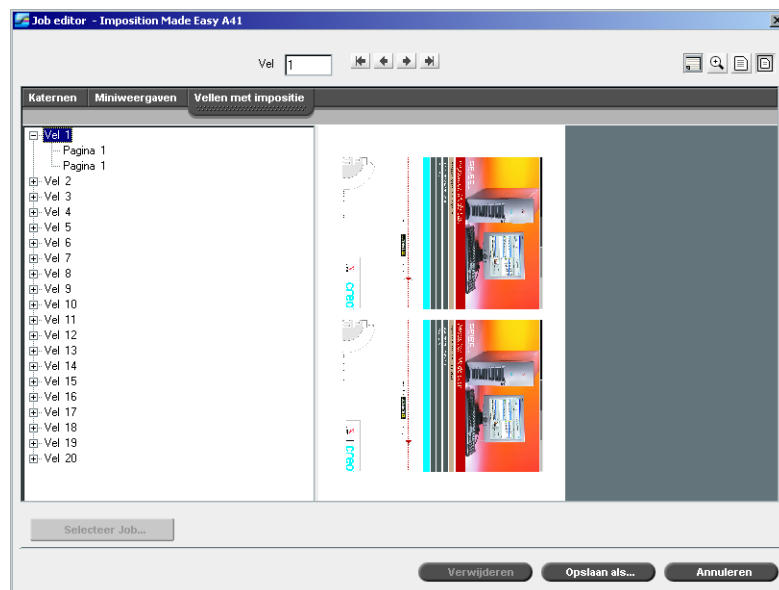 Job editor - Imposition Made Easy A41
Vel 1
Katernen Miniweergaven Vellen met impositie
Vel 1
Pagina 1
Pagina 1
Vel 2
Vel 3
Vel 4
Vel 5
Vel 6
Vel 7
Vel 8
Vel 9
Vel 10
Vel 11
Vel 12
Vel 13
Vel 14
Vel 15
Vel 16
Vel 17
Vel 18
Vel 19
Vel 20
creo
creo
Selecteer Job...
Verwijderen Opslaan als... Annuleren